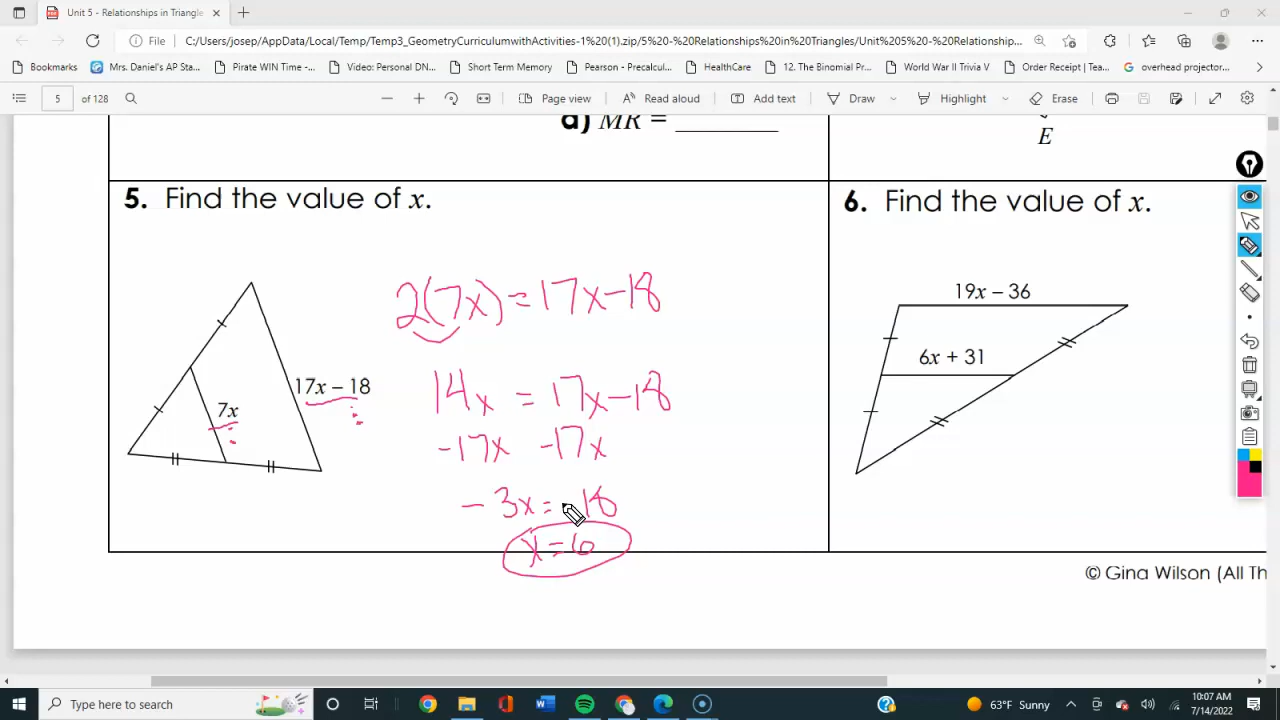 Unit 5 - Relationships in Triangle
File C:/Users/josep/AppData/Local/Temp/Temp3_GeometryCurriculumwithActivities-1%20(1).zip/5%20-%20Relationships%20in%20Triangles/Unit%205%20-%20Relationship...
Bookmarks Mrs. Daniel's AP Sta... Pirate WIN Time -... Video: Personal DN... Short Term Memory Pearson - Precalcul... HealthCare 12. The Binomial Pr... World War II Trivia V Order Receipt | Tea... overhead projector...
5 of 128 Page view Read aloud Add text Draw Highlight Erase
a) MR = ________
E
5. Find the value of x.
17x – 18
7x
2(7x) = 17x - 18
14x = 17x - 18
-17x -17x
- 3x = 18
x = 6
6. Find the value of x.
19x – 36
6x + 31
© Gina Wilson (All Th
Type here to search
63°F Sunny
10:07 AM
7/14/2022